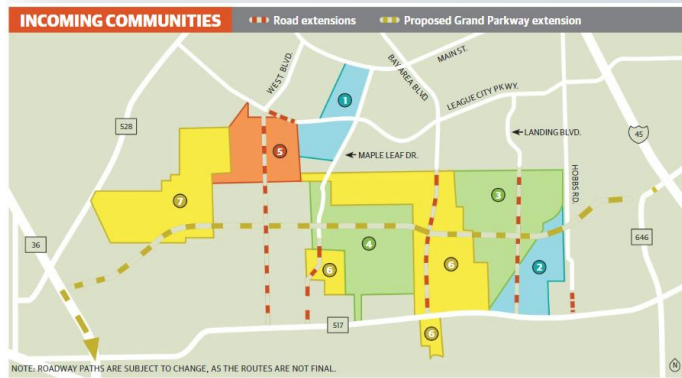 INCOMING COMMUNITIES
Road extensions
Proposed Grand Parkway extension
MAIN ST.
WEST BLVD.
BAY AREA BLVD
1
LEAGUE CITY PKWY.
528
LANDING BLVD.
45
5
MAPLE LEAF DR.
HOBBS RD.
3
7
36
4
646
6
6
2
517
6
NOTE: ROADWAY PATHS ARE SUBJECT TO CHANGE, AS THE ROUTES ARE NOT FINAL.
N